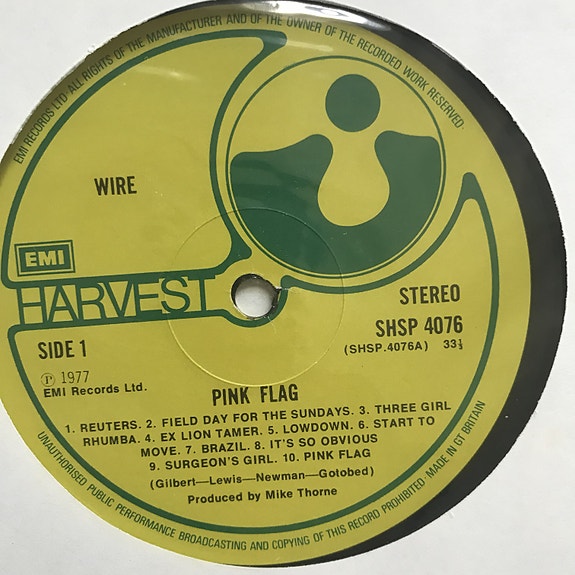 EMI RECORDS LTD·ALL RIGHTS OF THE MANUFACTURER AND OF THE OWNER OF THE RECORDED WORK RESERVED·
WIRE
EMI
HARVEST
STEREO
SIDE 1
SHSP 4076
(SHSP.4076A) 33⅓
Ⓟ 1977
EMI Records Ltd.
PINK FLAG
1. REUTERS. 2. FIELD DAY FOR THE SUNDAYS. 3. THREE GIRL
RHUMBA. 4. EX LION TAMER. 5. LOWDOWN. 6. START TO
MOVE. 7. BRAZIL. 8. IT'S SO OBVIOUS
9. SURGEON'S GIRL. 10. PINK FLAG
(Gilbert—Lewis—Newman—Gotobed)
Produced by Mike Thorne
UNAUTHORISED PUBLIC PERFORMANCE BROADCASTING AND COPYING OF THIS RECORD PROHIBITED·MADE IN GT BRITAIN